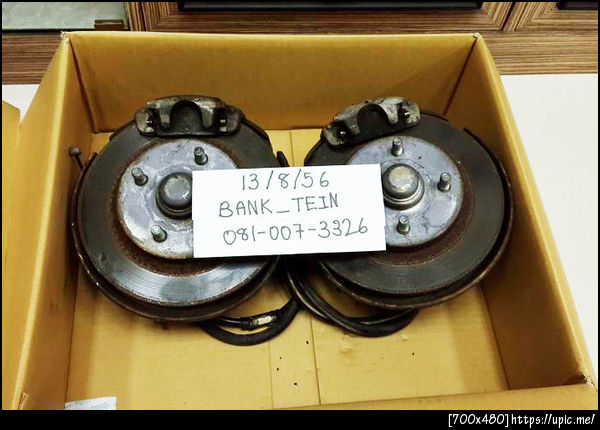 13/8/56
BANK_TEIN
081-007-3326
[700x480]https://upic.me/